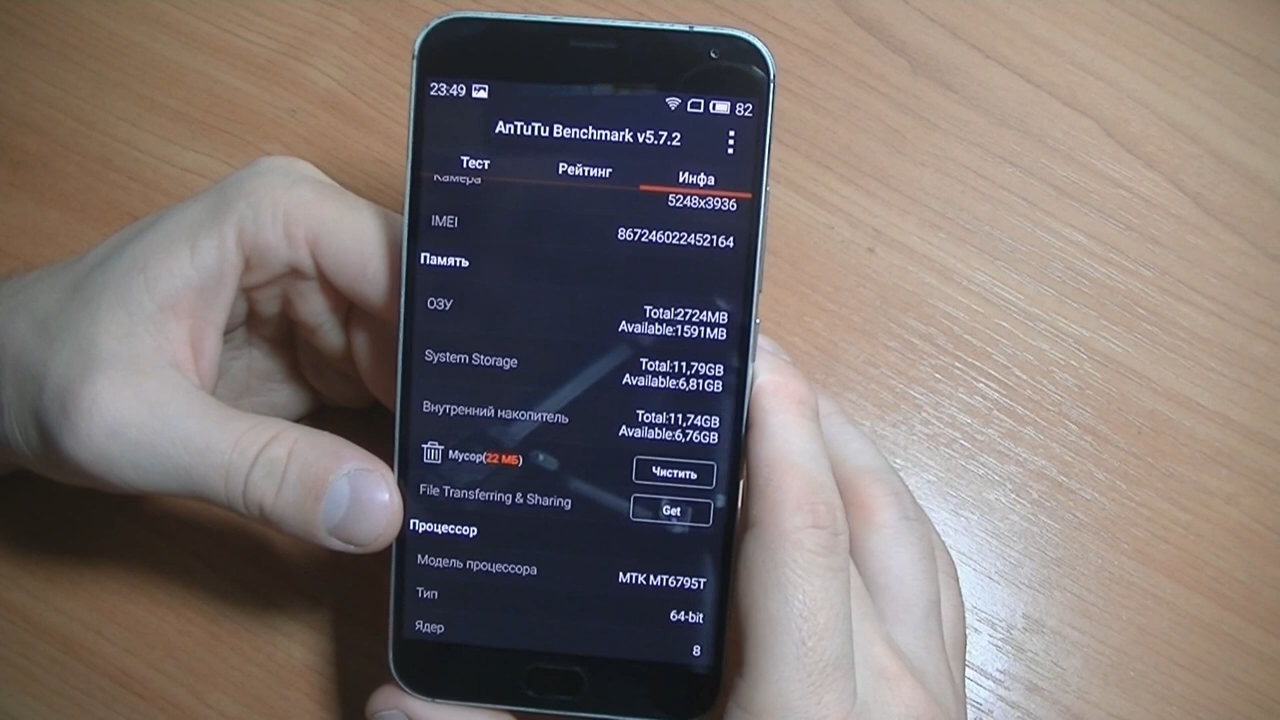 23:49 82
AnTuTu Benchmark v5.7.2
Тест Рейтинг Инфа
Камера 5248x3936
IMEI 867246022452164
Память
ОЗУ Total:2724MB
Available:1591MB
System Storage Total:11,79GB
Available:6,81GB
Внутренний накопитель Total:11,74GB
Available:6,76GB
Мусор(22 МБ) Чистить
File Transferring & Sharing Get
Процессор
Модель процессора MTK MT6795T
Тип 64-bit
Ядер 8